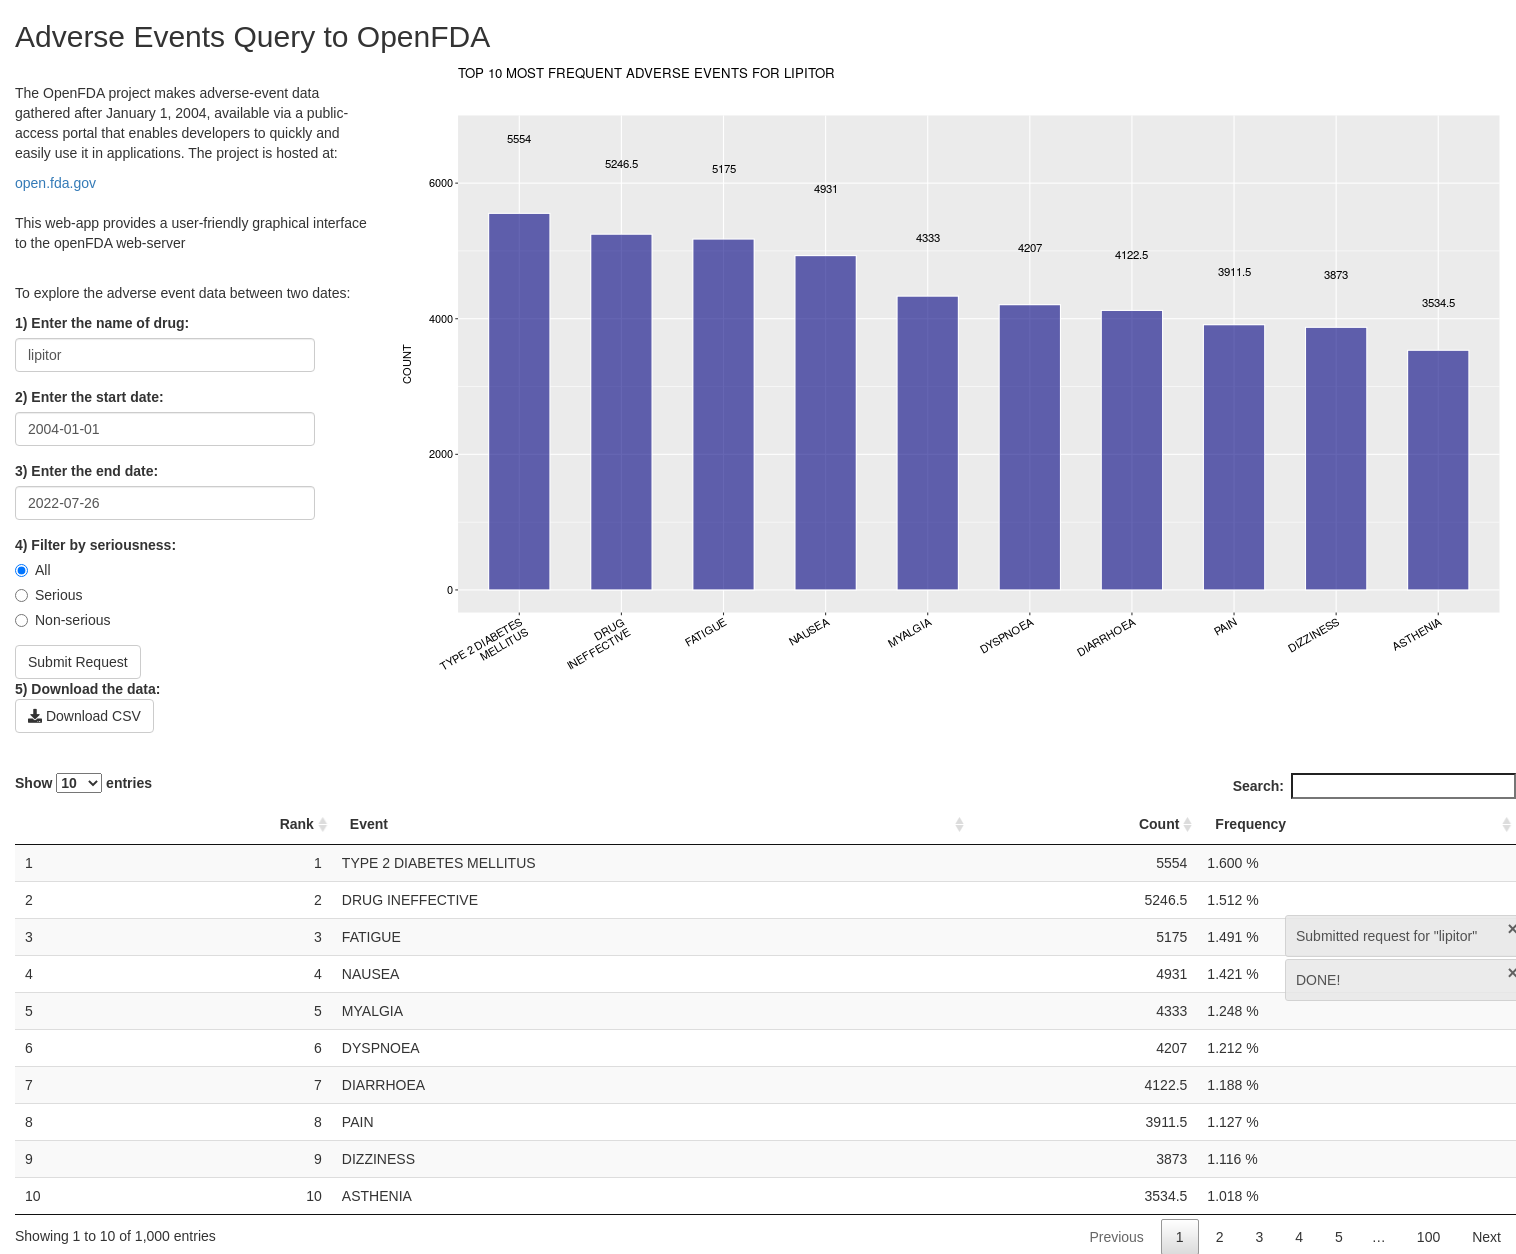 Adverse Events Query to OpenFDA
The OpenFDA project makes adverse-event data
gathered after January 1, 2004, available via a public-
access portal that enables developers to quickly and
easily use it in applications. The project is hosted at:
open.fda.gov
This web-app provides a user-friendly graphical interface
to the openFDA web-server
To explore the adverse event data between two dates:
1) Enter the name of drug:
lipitor
2) Enter the start date:
2004-01-01
3) Enter the end date:
2022-07-26
4) Filter by seriousness:
All
Serious
Non-serious
Submit Request
5) Download the data:
Download CSV
TOP 10 MOST FREQUENT ADVERSE EVENTS FOR LIPITOR
5554
5246.5
5175
4931
4333
4207
4122.5
3911.5
3873
3534.5
6000
4000
2000
0
COUNT
TYPE 2 DIABETES
MELLITUS
DRUG
INEFFECTIVE
FATIGUE
NAUSEA
MYALGIA
DYSPNOEA
DIARRHOEA
PAIN
DIZZINESS
ASTHENIA
Show 10 entries
Search:
Rank Event Count Frequency
1 1 TYPE 2 DIABETES MELLITUS 5554 1.600 %
2 2 DRUG INEFFECTIVE 5246.5 1.512 %
3 3 FATIGUE 5175 1.491 %
4 4 NAUSEA 4931 1.421 %
5 5 MYALGIA 4333 1.248 %
6 6 DYSPNOEA 4207 1.212 %
7 7 DIARRHOEA 4122.5 1.188 %
8 8 PAIN 3911.5 1.127 %
9 9 DIZZINESS 3873 1.116 %
10 10 ASTHENIA 3534.5 1.018 %
Submitted request for "lipitor" ×
DONE! ×
Showing 1 to 10 of 1,000 entries
Previous 1 2 3 4 5 … 100 Next